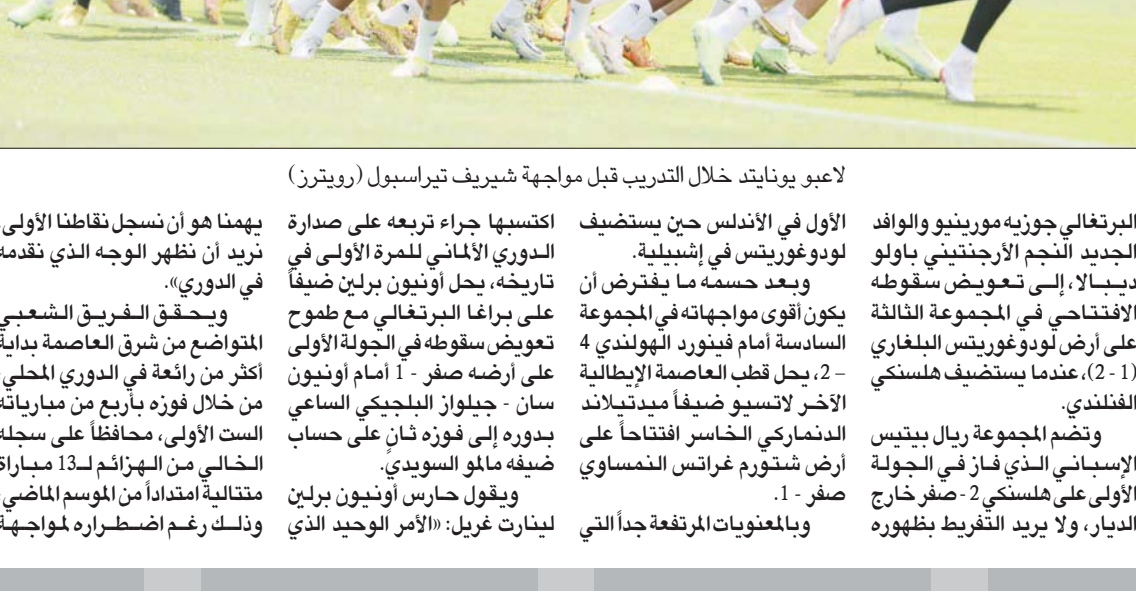 لاعبو يونايتد خلال التدريب قبل مواجهة شيريف تيراسبول (رويترز)
البرتغالي جوزيه مورينيو والوافد
الجديد النجم الأرجنتيني باولو
ديبالا، إلى تعويض سقوطه
الافتتاحي في المجموعة الثالثة
على أرض لودوغوريتس البلغاري
(1 - 2)، عندما يستضيف هلسنكي
الفنلندي.
وتضم المجموعة ريال بيتيس
الإسباني الذي فاز في الجولة
الأولى على هلسنكي 2 - صفر خارج
الديار، ولا يريد التفريط بظهوره
الأول في الأندلس حين يستضيف
لودوغوريتس في إشبيلية.
وبعد حسمه ما يفترض أن
يكون أقوى مواجهاته في المجموعة
السادسة أمام فينورد الهولندي 4
– 2، يحل قطب العاصمة الإيطالية
الآخر لاتسيو ضيفاً ميدتيلاند
الدنماركي الخاسر افتتاحاً على
أرض شتورم غراتس النمساوي
صفر - 1.
وبالمعنويات المرتفعة جداً التي
اكتسبها جراء تربعه على صدارة
الدوري الألماني للمرة الأولى في
تاريخه، يحل أونيون برلين ضيفاً
على براغا البرتغالي مع طموح
تعويض سقوطه في الجولة الأولى
على أرضه صفر - 1 أمام أونيون
سان - جيلواز البلجيكي الساعي
بدوره إلى فوزه ثانٍ على حساب
ضيفه مالمو السويدي.
ويقول حارس أونيون برلين
لينارت غريل: «الأمر الوحيد الذي
يهمنا هو أن نسجل نقاطنا الأولى.
نريد أن نظهر الوجه الذي نقدمه
في الدوري».
ويحقق الفريق الشعبي
المتواضع من شرق العاصمة بداية
أكثر من رائعة في الدوري المحلي،
من خلال فوزه بأربع من مبارياته
الست الأولى، محافظاً على سجله
الخالي من الهزائم لـ13 مباراة
متتالية امتداداً من الموسم الماضي،
وذلك رغم اضطراره لمواجهة